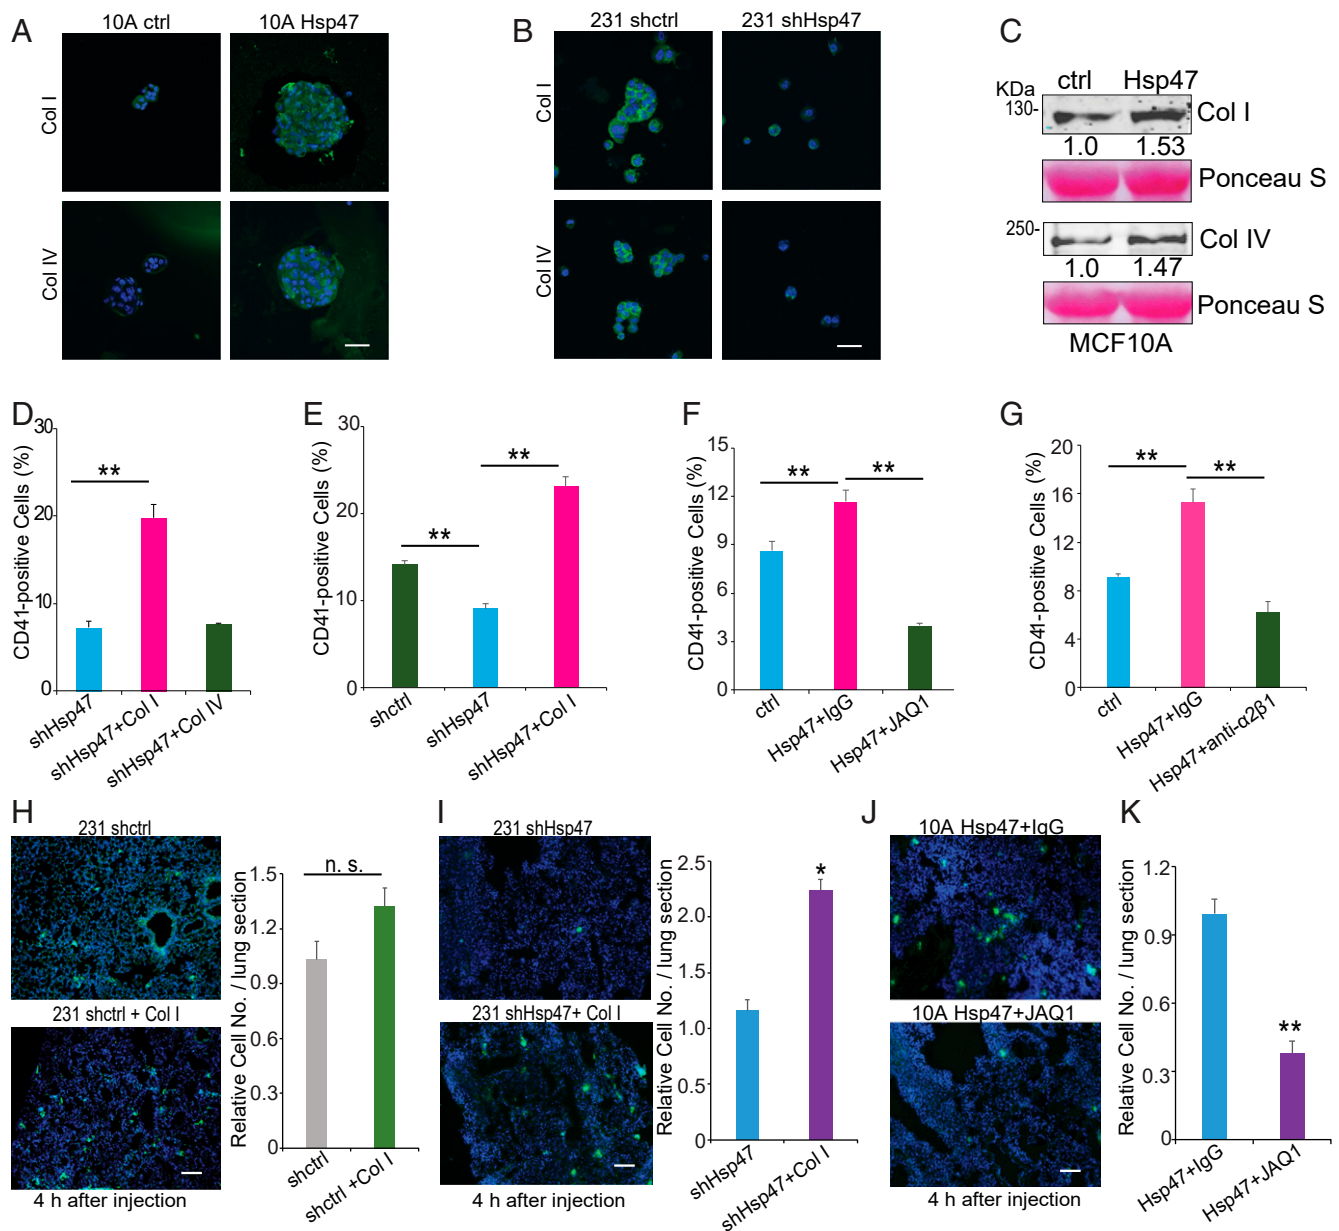 A
10A ctrl
10A Hsp47
Col I
Col IV
B
231 shctrl
231 shHsp47
Col I
Col IV
C
KDa
ctrl
Hsp47
130-
Col I
1.0
1.53
Ponceau S
250-
Col IV
1.0
1.47
Ponceau S
MCF10A
D
CD41-positive Cells (%)
30
20
10
0
**
shHsp47
shHsp47+Col I
shHsp47+Col IV
E
CD41-positive Cells (%)
30
20
10
0
**
**
shctrl
shHsp47
shHsp47+Col I
F
CD41-positive Cells (%)
15
12
9
6
3
0
**
**
ctrl
Hsp47+IgG
Hsp47+JAQ1
G
CD41-positive Cells (%)
20
16
12
8
4
0
**
**
ctrl
Hsp47+IgG
Hsp47+anti-α2β1
H
231 shctrl
231 shctrl + Col I
4 h after injection
Relative Cell No. / lung section
1.5
1.2
0.9
0.6
0.3
0
n. s.
shctrl
shctrl +Col I
I
231 shHsp47
231 shHsp47+ Col I
4 h after injection
Relative Cell No. / lung section
2.5
2.0
1.5
1.0
0.5
0
*
shHsp47
shHsp47+Col I
J
10A Hsp47+IgG
10A Hsp47+JAQ1
4 h after injection
K
Relative Cell No. / lung section
1.2
0.9
0.6
0.3
0
**
Hsp47+IgG
Hsp47+JAQ1